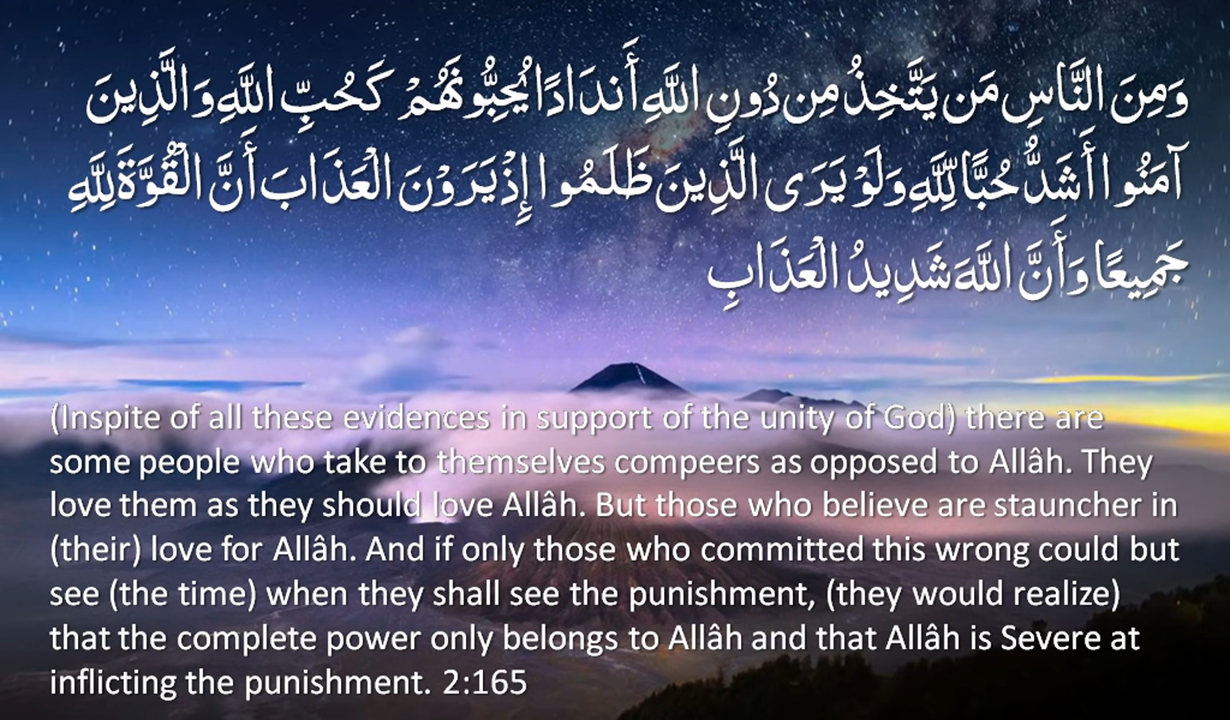 وَمِنَ النَّاسِ مَن يَتَّخِذُ مِن دُونِ اللَّهِ أَندَادًا يُحِبُّونَهُمْ كَحُبِّ اللَّهِ وَالَّذِينَ
آمَنُوا أَشَدُّ حُبًّا لِّلَّهِ وَلَوْ يَرَى الَّذِينَ ظَلَمُوا إِذْ يَرَوْنَ الْعَذَابَ أَنَّ الْقُوَّةَ لِلَّهِ
جَمِيعًا وَأَنَّ اللَّهَ شَدِيدُ الْعَذَابِ
(Inspite of all these evidences in support of the unity of God) there are
some people who take to themselves compeers as opposed to Allâh. They
love them as they should love Allâh. But those who believe are stauncher in
(their) love for Allâh. And if only those who committed this wrong could but
see (the time) when they shall see the punishment, (they would realize)
that the complete power only belongs to Allâh and that Allâh is Severe at
inflicting the punishment. 2:165